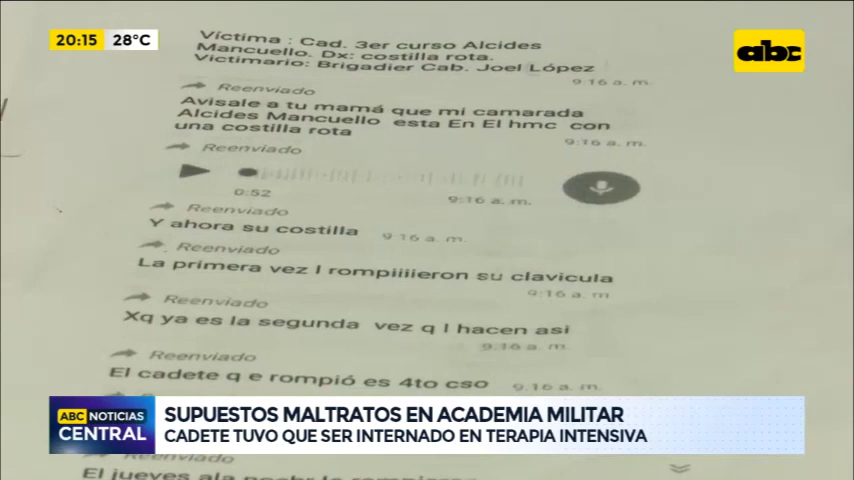 20:15 28°C
abc
Víctima : Cad. 3er curso Alcides
Mancuello. Dx: costilla rota.
Victimario: Brigadier Cab. Joel López
9:16 a. m.
Reenviado
Avisale a tu mamá que mi camarada
Alcides Mancuello esta En El hmc con
una costilla rota
9:16 a. m.
Reenviado
0:52
9:16 a. m.
Reenviado
Y ahora su costilla 9:16 a. m.
Reenviado
La primera vez l rompiiiieron su clavicula
9:16 a. m
Reenviado
Xq ya es la segunda vez q l hacen asi
9:16 a. m.
Reenviado
El cadete q e rompió es 4to cso 9:16 a. m.
ABC NOTICIAS
CENTRAL
SUPUESTOS MALTRATOS EN ACADEMIA MILITAR
CADETE TUVO QUE SER INTERNADO EN TERAPIA INTENSIVA
Reenviado
El jueves ala